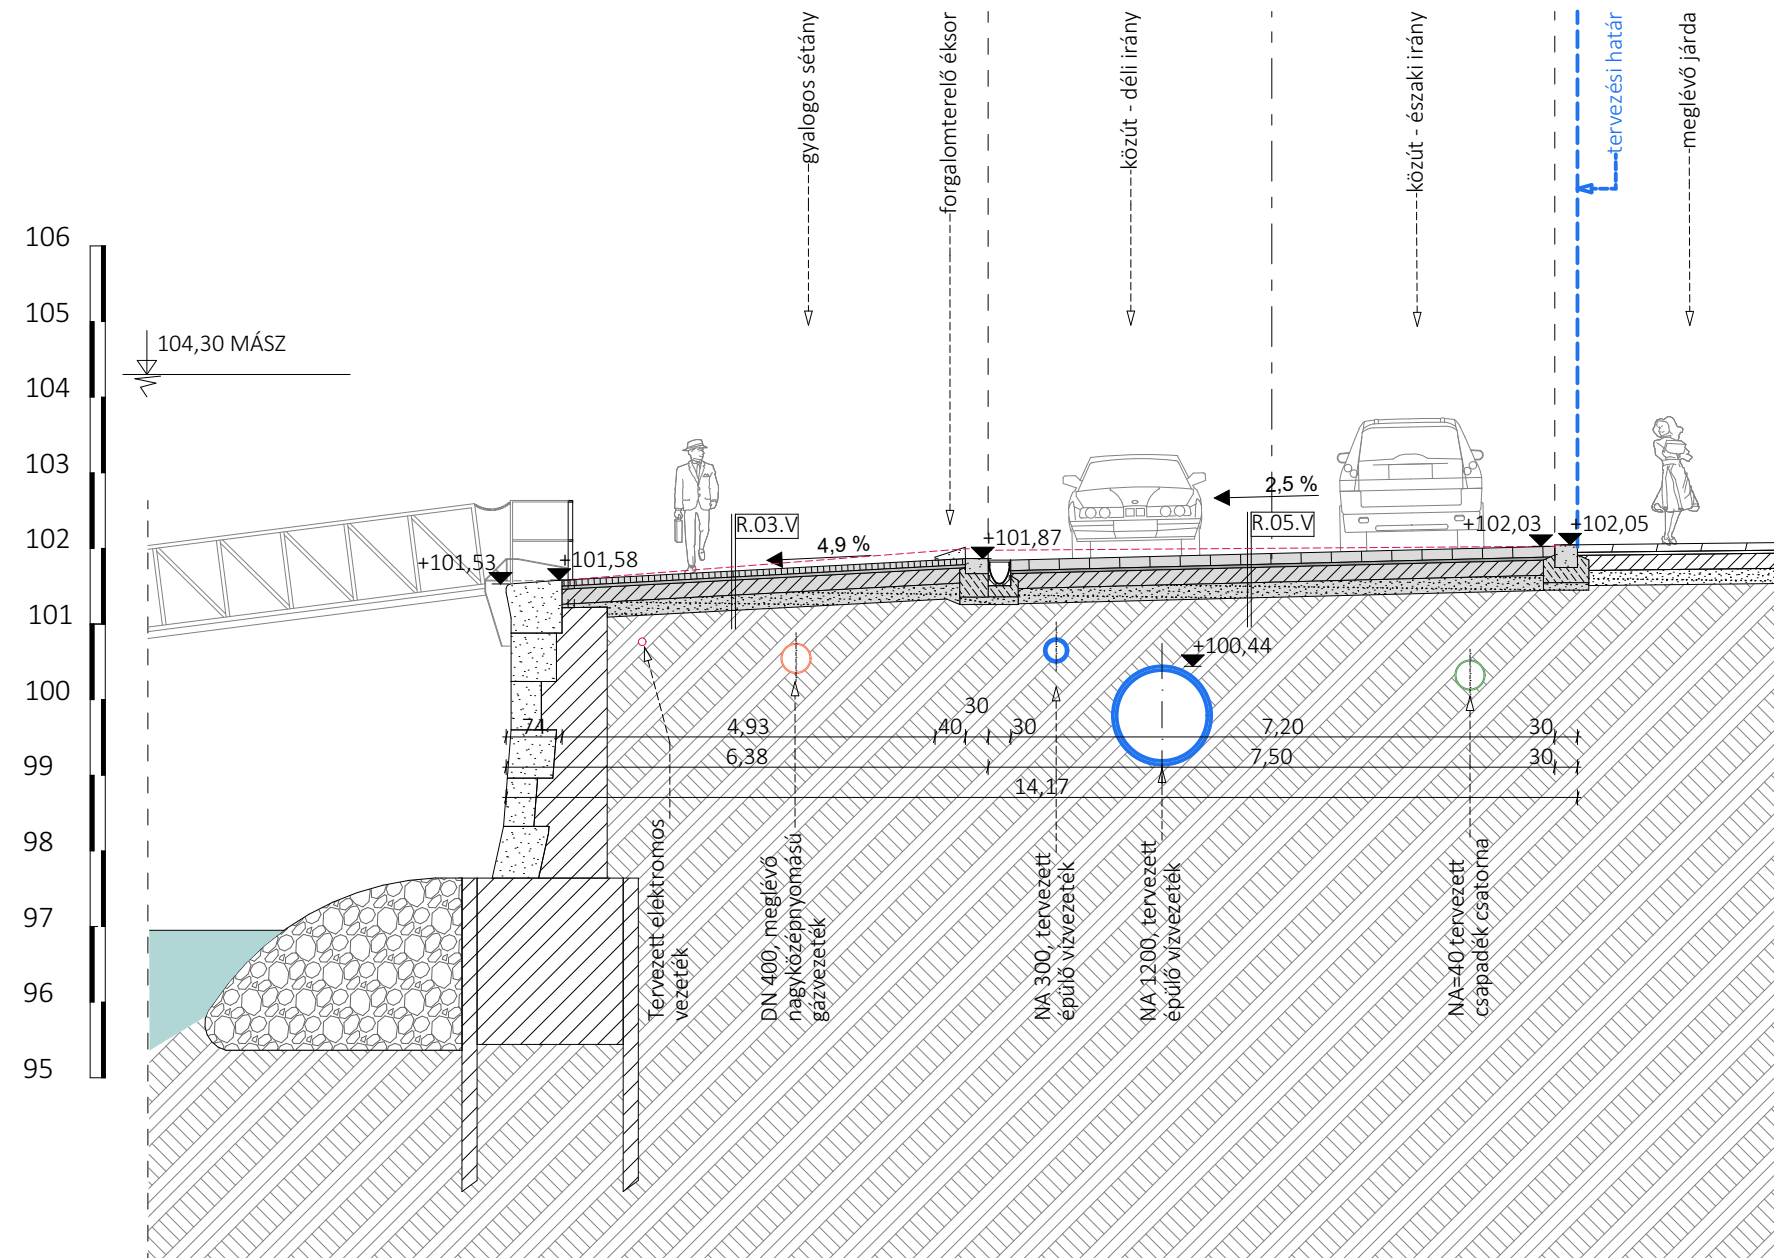 gyalogos sétány
forgalomterelő éksor
közút - déli irány
közút - északi irány
tervezési határ
meglévő járda
106
105
104,30 MÁSZ
104
103
102
101
100
99
98
97
96
95
2,5 %
R.03.V
R.05.V
4,9 %
+101,87
+102,03
+102,05
+101,53
+101,58
+100,44
30
74
4,93
40
30
7,20
30
6,38
7,50
30
14,17
Tervezett elektromos
vezeték
DN 400, meglévő
nagyközépnyomású
gázvezeték
NA 300, tervezett
épülő vízvezeték
NA 1200, tervezett
épülő vízvezeték
NA=40 tervezett
csapadék csatorna